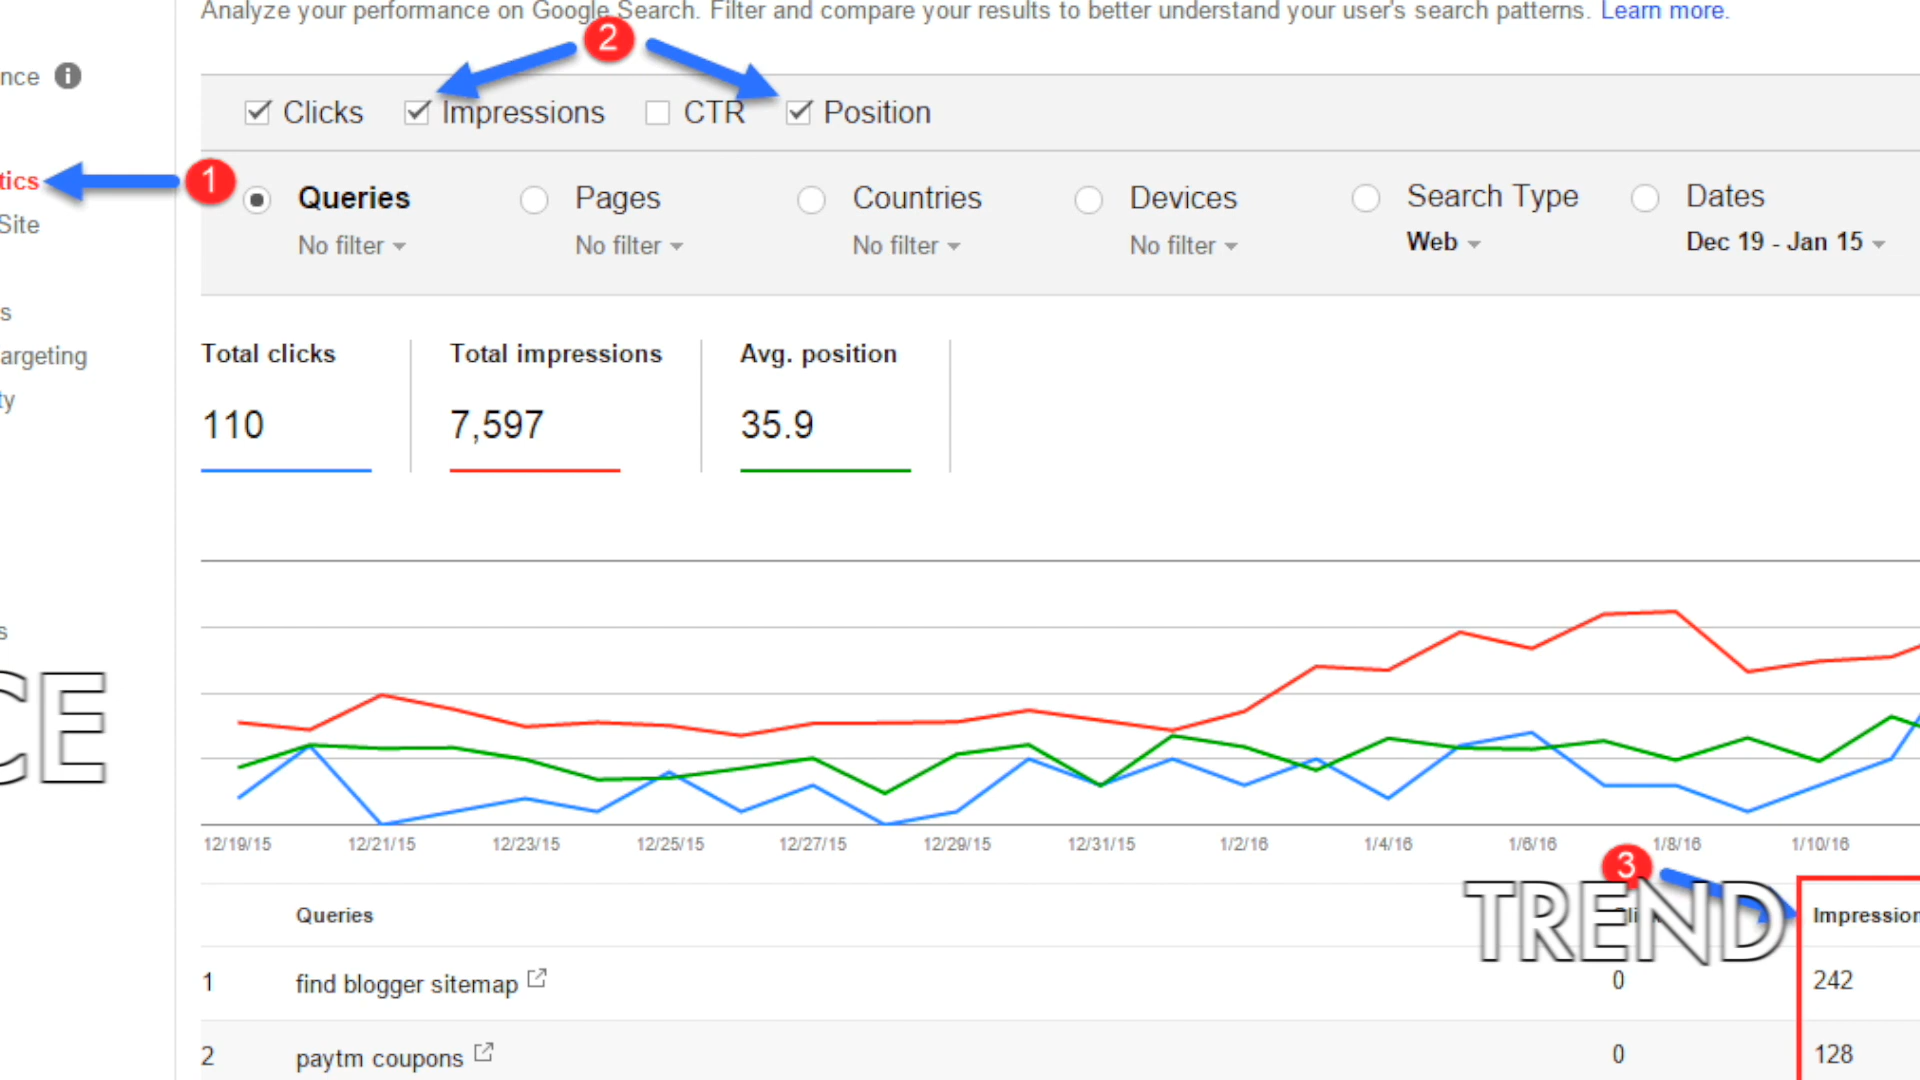 Analyze your performance on Google Search. Filter and compare your results to better understand your user's search patterns. Learn more.
2
nce
Clicks Impressions CTR Position
tics 1
Queries Pages Countries Devices Search Type Dates
Site
No filter No filter No filter No filter Web Dec 19 - Jan 15
s
argeting
ty
Total clicks Total impressions Avg. position
110 7,597 35.9
s
CE
12/19/15 12/21/15 12/23/15 12/25/15 12/27/15 12/29/15 12/31/15 1/2/16 1/4/16 1/6/16 1/8/16 1/10/16
3
TREND
Queries Impression
1 find blogger sitemap 0 242
2 paytm coupons 0 128